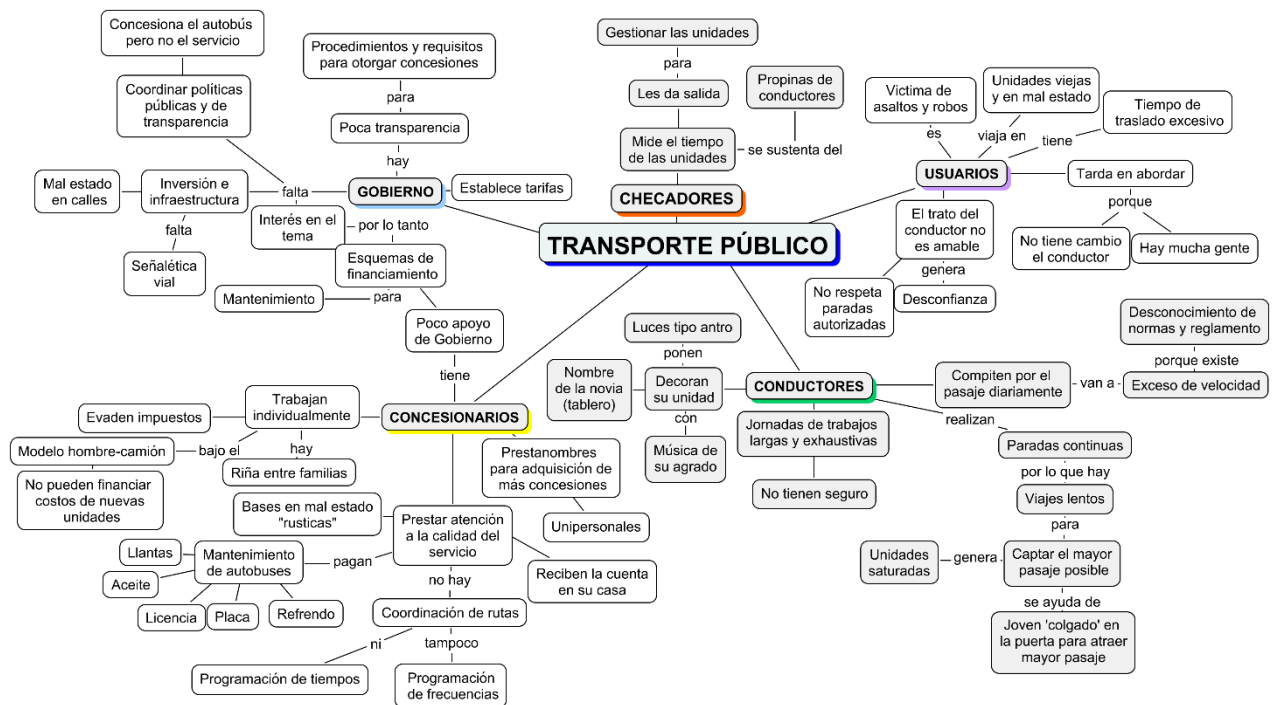 Concesiona el autobús
pero no el servicio
Coordinar políticas
públicas y de
transparencia
Procedimientos y requisitos
para otorgar concesiones
para
Poca transparencia
hay
GOBIERNO
Establece tarifas
falta
Inversión e
infraestructura
Mal estado
en calles
falta
Señalética
vial
Interés en el
tema
por lo tanto
Esquemas de
financiamiento
para
Mantenimiento
Poco apoyo
de Gobierno
tiene
Gestionar las unidades
para
Les da salida
Mide el tiempo
de las unidades
se sustenta del
Propinas de
conductores
CHECADORES
TRANSPORTE PÚBLICO
Victima de
asaltos y robos
es
Unidades viejas
y en mal estado
viaja en
Tiempo de
traslado excesivo
tiene
USUARIOS
Tarda en abordar
porque
No tiene cambio
el conductor
Hay mucha gente
El trato del
conductor no
es amable
genera
No respeta
paradas
autorizadas
Desconfianza
CONCESIONARIOS
Trabajan
individualmente
Evaden impuestos
bajo el
Modelo hombre-camión
No pueden financiar
costos de nuevas
unidades
hay
Riña entre familias
Prestanombres
para adquisición de
más concesiones
Unipersonales
Bases en mal estado
"rusticas"
Prestar atención
a la calidad del
servicio
pagan
Mantenimiento
de autobuses
Llantas
Aceite
Licencia
Placa
Refrendo
Reciben la cuenta
en su casa
no hay
Coordinación de rutas
ni
tampoco
Programación de tiempos
Programación
de frecuencias
CONDUCTORES
Luces tipo antro
ponen
Nombre
de la novia
(tablero)
Decoran
su unidad
con
Música de
su agrado
Jornadas de trabajos
largas y exhaustivas
No tienen seguro
Compiten por el
pasaje diariamente
van a
Exceso de velocidad
porque existe
Desconocimiento de
normas y reglamento
realizan
Paradas continuas
por lo que hay
Viajes lentos
para
Captar el mayor
pasaje posible
genera
Unidades
saturadas
se ayuda de
Joven 'colgado' en
la puerta para atraer
mayor pasaje